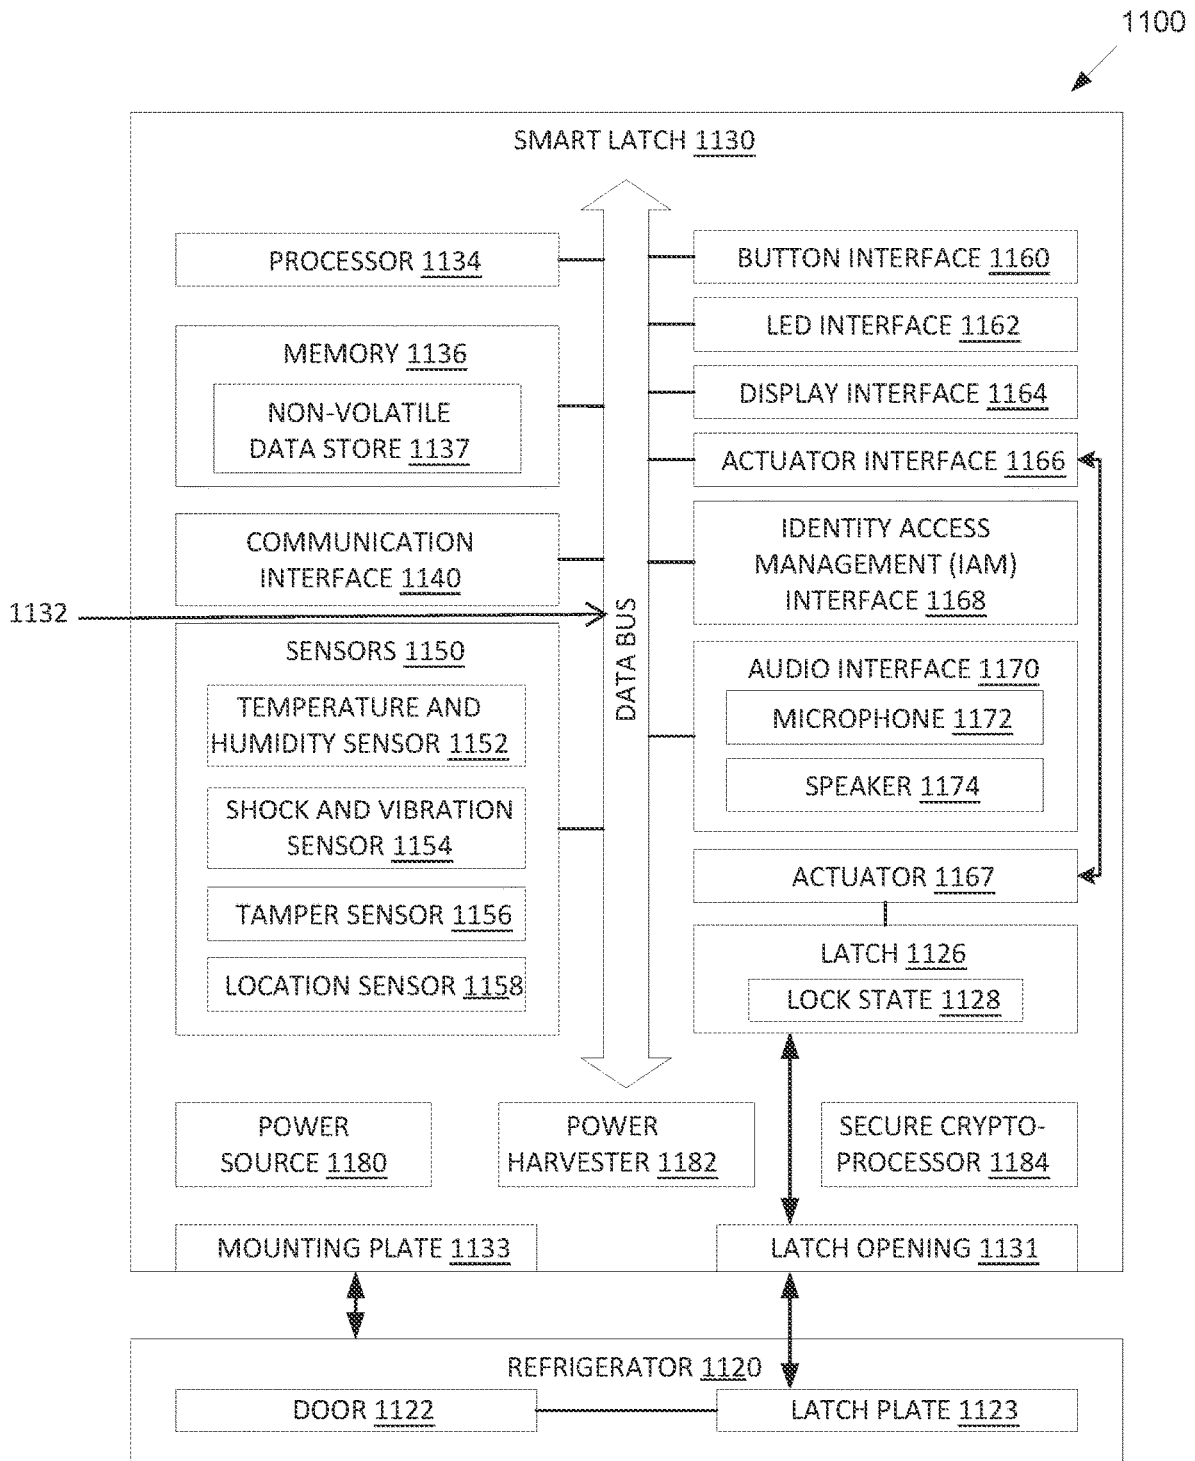 1100
SMART LATCH 1130
PROCESSOR 1134
MEMORY 1136
NON-VOLATILE
DATA STORE 1137
COMMUNICATION
INTERFACE 1140
1132
SENSORS 1150
TEMPERATURE AND
HUMIDITY SENSOR 1152
SHOCK AND VIBRATION
SENSOR 1154
TAMPER SENSOR 1156
LOCATION SENSOR 1158
DATA BUS
BUTTON INTERFACE 1160
LED INTERFACE 1162
DISPLAY INTERFACE 1164
ACTUATOR INTERFACE 1166
IDENTITY ACCESS
MANAGEMENT (IAM)
INTERFACE 1168
AUDIO INTERFACE 1170
MICROPHONE 1172
SPEAKER 1174
ACTUATOR 1167
LATCH 1126
LOCK STATE 1128
POWER
SOURCE 1180
POWER
HARVESTER 1182
SECURE CRYPTO-
PROCESSOR 1184
MOUNTING PLATE 1133
LATCH OPENING 1131
REFRIGERATOR 1120
DOOR 1122
LATCH PLATE 1123